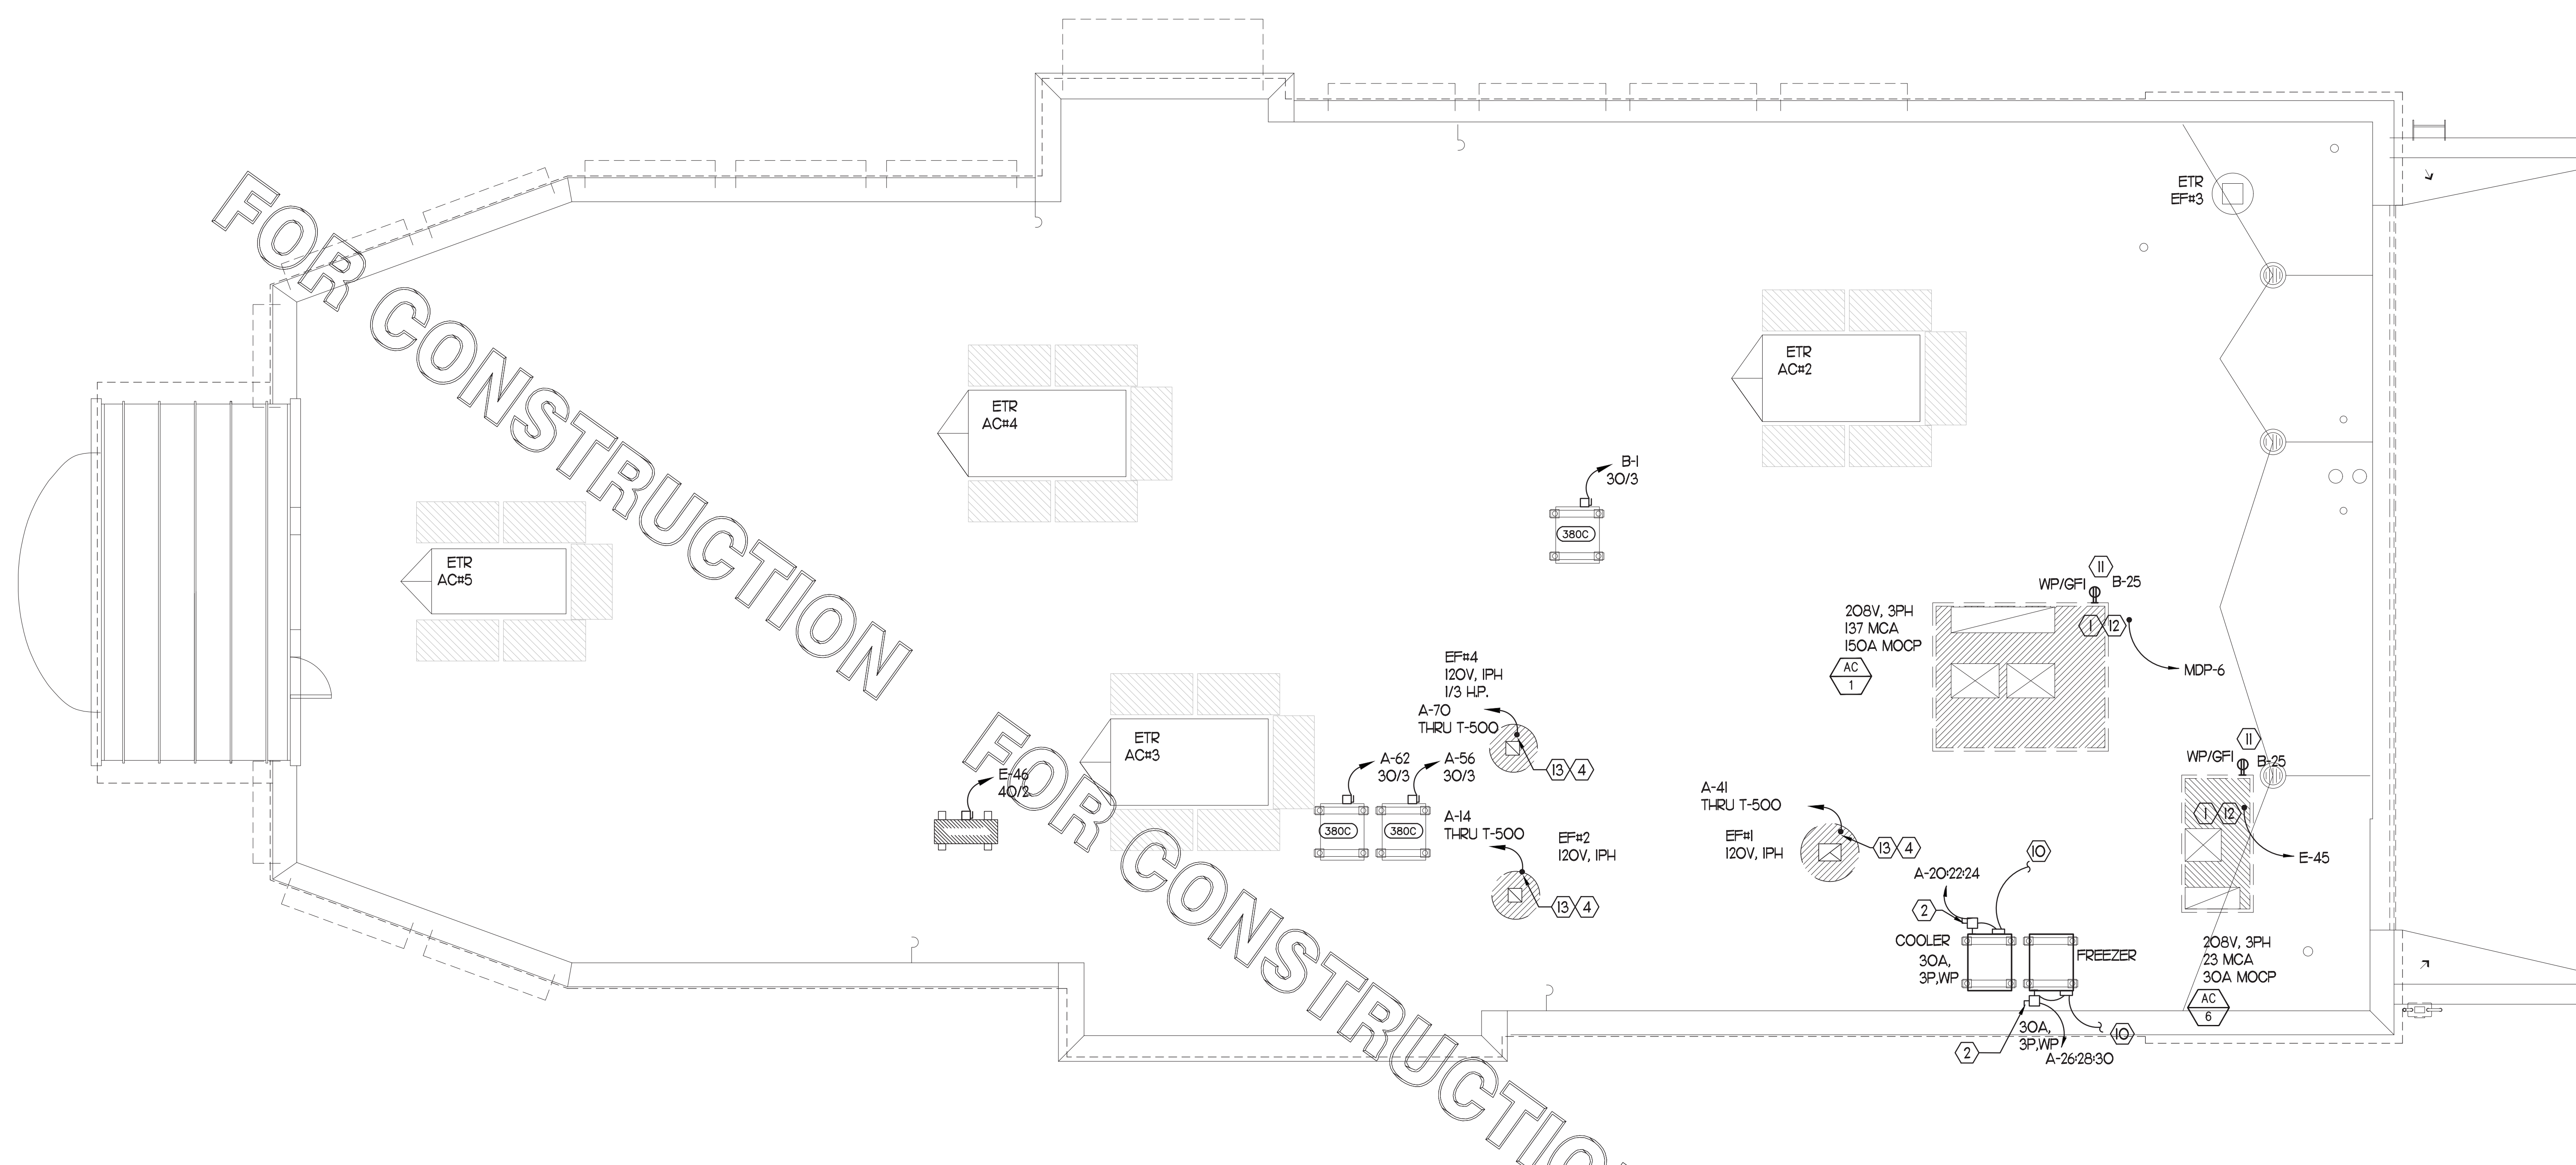 FOR CONSTRUCTION
FOR CONSTRUCTIO
ETR
EF#3
ETR
AC#2
ETR
AC#4
ETR
AC#5
ETR
AC#3
B-1
30/3
380C
11
WP/GFI
B-25
208V, 3PH
137 MCA
150A MOCP
AC
1
1
12
MDP-6
EF#4
120V, 1PH
1/3 H.P.
A-70
THRU T-500
13
4
E-46
40/2
A-62
30/3
A-56
30/3
380C
380C
A-14
THRU T-500
EF#2
120V, 1PH
13
4
A-41
THRU T-500
EF#1
120V, 1PH
13
4
11
WP/GFI
B-25
1
12
E-45
10
A-20:22:24
2
COOLER
30A,
3P,WP
FREEZER
208V, 3PH
23 MCA
30A MOCP
AC
6
30A,
3P,WP
10
2
A-26:28:30